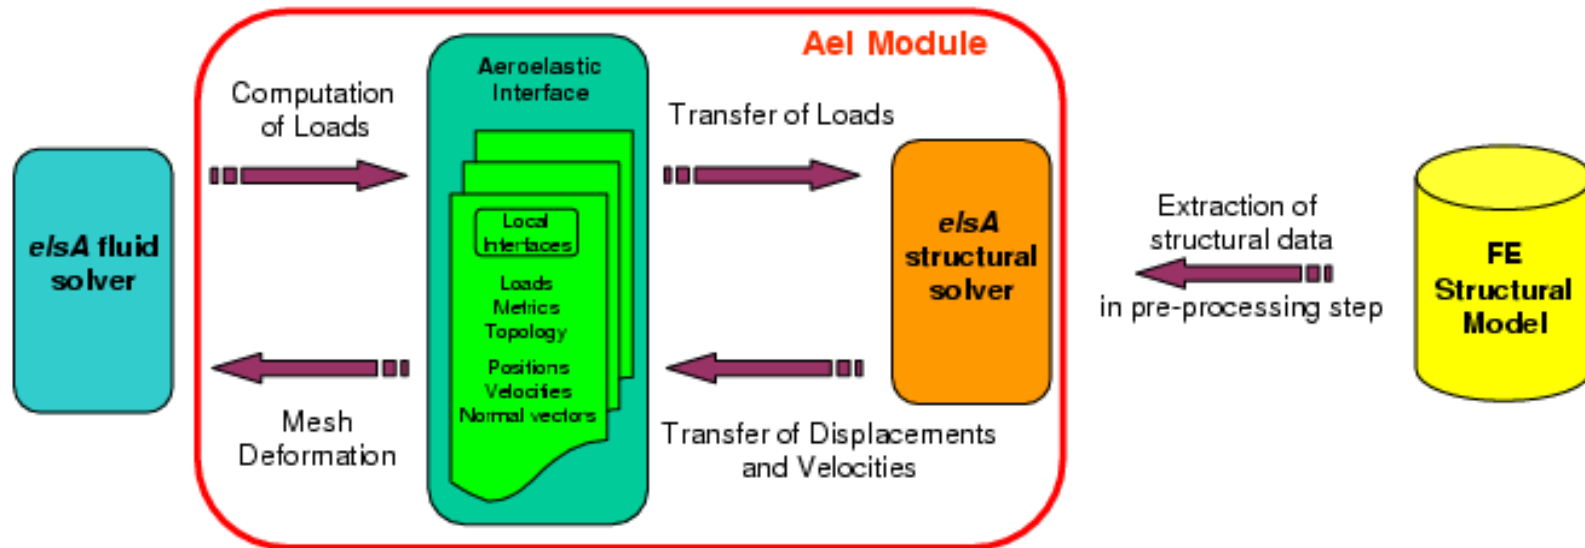 Ael Module
Aeroelastic
Interface
Computation
of Loads
Transfer of Loads
elsA fluid
solver
Local
Interfaces
Loads
Metrics
Topology
Positions
Velocities
Normal vectors
elsA
structural
solver
Extraction of
structural data
in pre-processing step
FE
Structural
Model
Mesh
Deformation
Transfer of Displacements
and Velocities